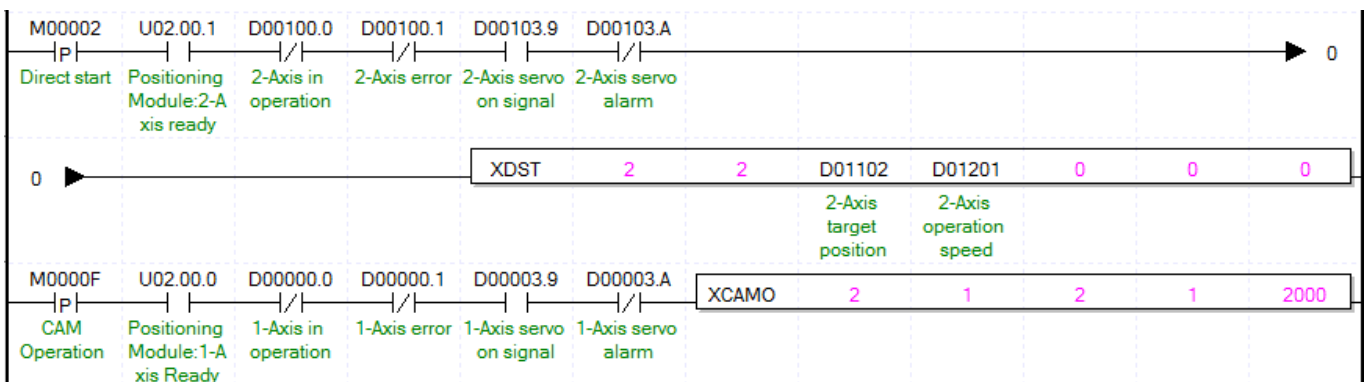 M00002 U02.00.1 D00100.0 D00100.1 D00103.9 D00103.A
P
0
Direct start Positioning 2-Axis in 2-Axis error 2-Axis servo 2-Axis servo
Module:2-A operation on signal alarm
xis ready
0 XDST 2 2 D01102 D01201 0 0 0
2-Axis 2-Axis
target operation
position speed
M0000F U02.00.0 D00000.0 D00000.1 D00003.9 D00003.A
P
XCAMO 2 1 2 1 2000
CAM Positioning 1-Axis in 1-Axis error 1-Axis servo 1-Axis servo
Operation Module:1-A operation on signal alarm
xis Ready